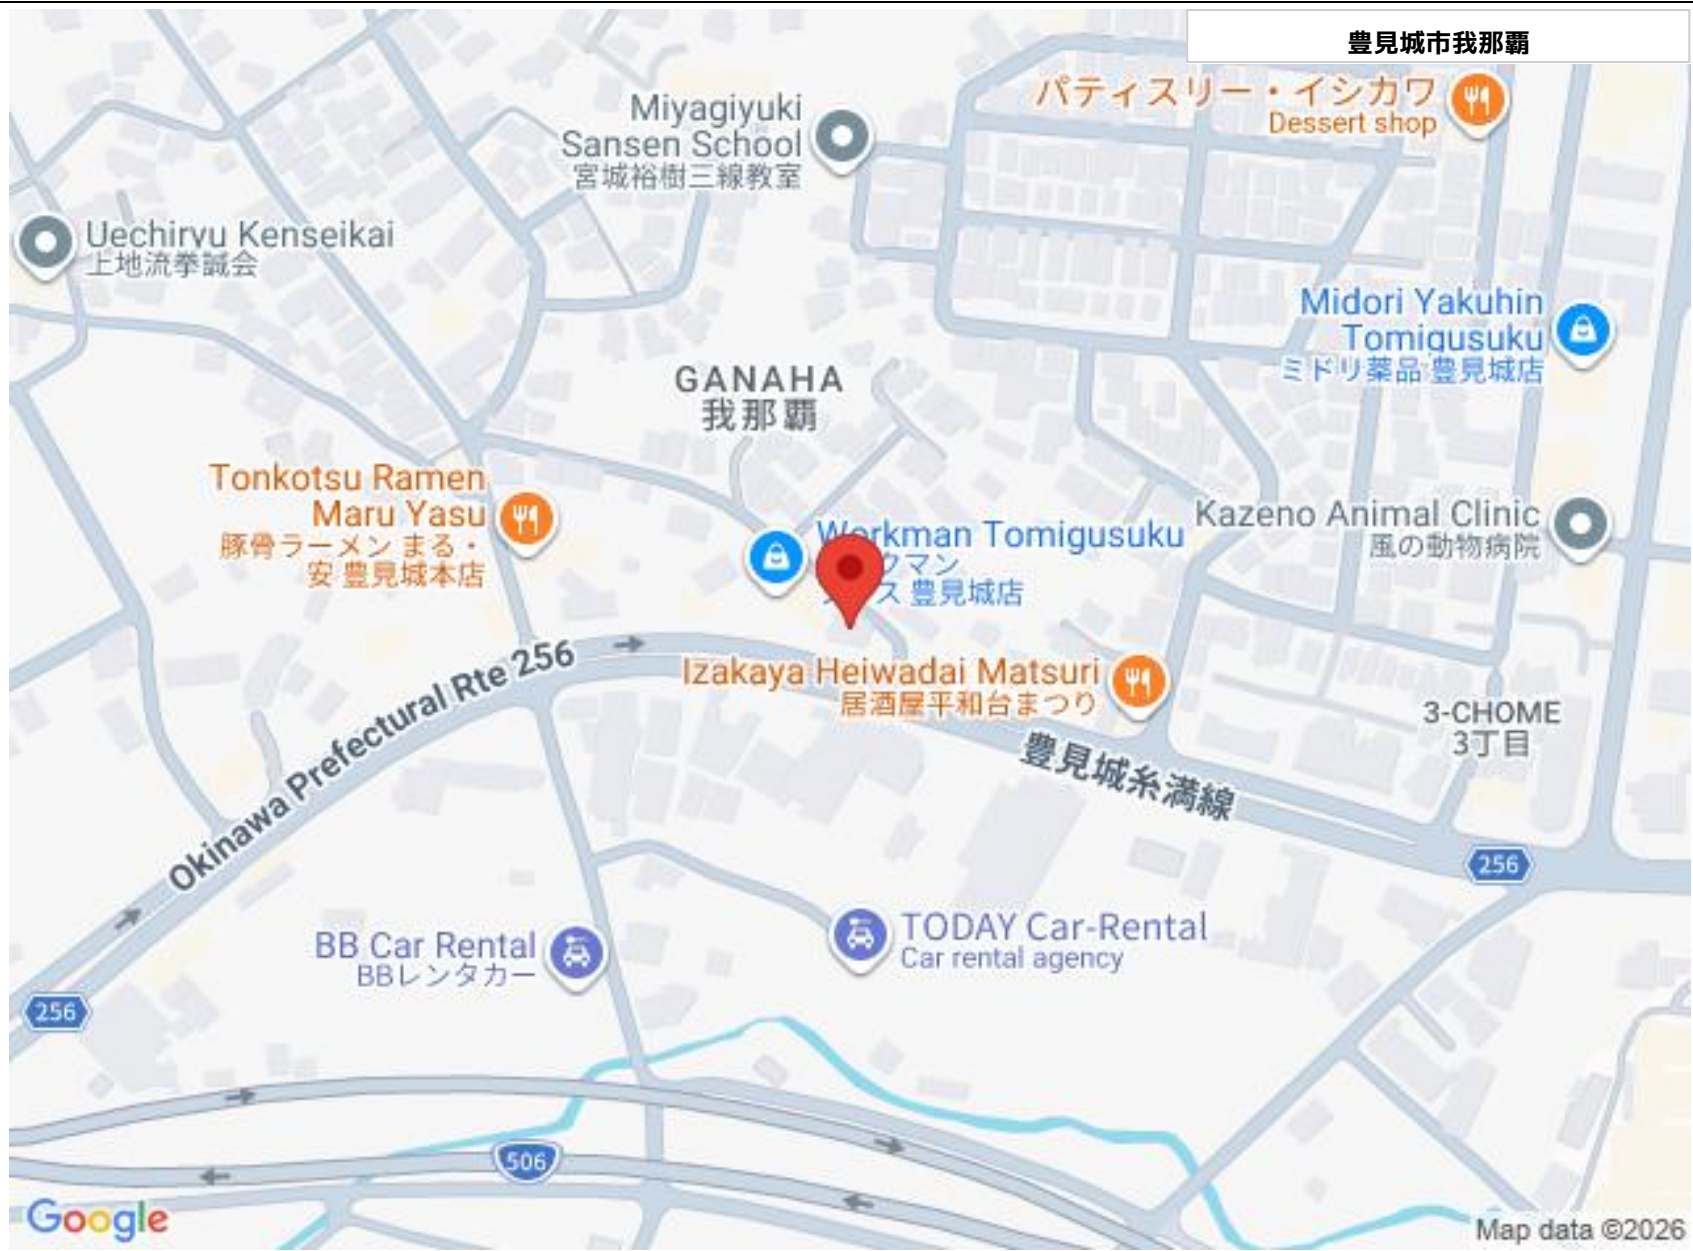 豊見城市我那覇
パティスリー・イシカワ
Dessert shop
Miyagiyuki
Sansen School
宮城裕樹三線教室
Uechiryu Kenseikai
上地流拳誠会
Midori Yakuhin
Tomigusuku
ミドリ薬品 豊見城店
GANAHA
我那覇
Tonkotsu Ramen
Maru Yasu
豚骨ラーメン まる・
安 豊見城本店
Workman Tomigusuku
クマン
ス 豊見城店
Kazeno Animal Clinic
風の動物病院
Okinawa Prefectural Rte 256
Izakaya Heiwadai Matsuri
居酒屋平和台まつり
3-CHOME
3丁目
豊見城糸満線
256
BB Car Rental
BBレンタカー
TODAY Car-Rental
Car rental agency
256
506
Google
Map data ©2026